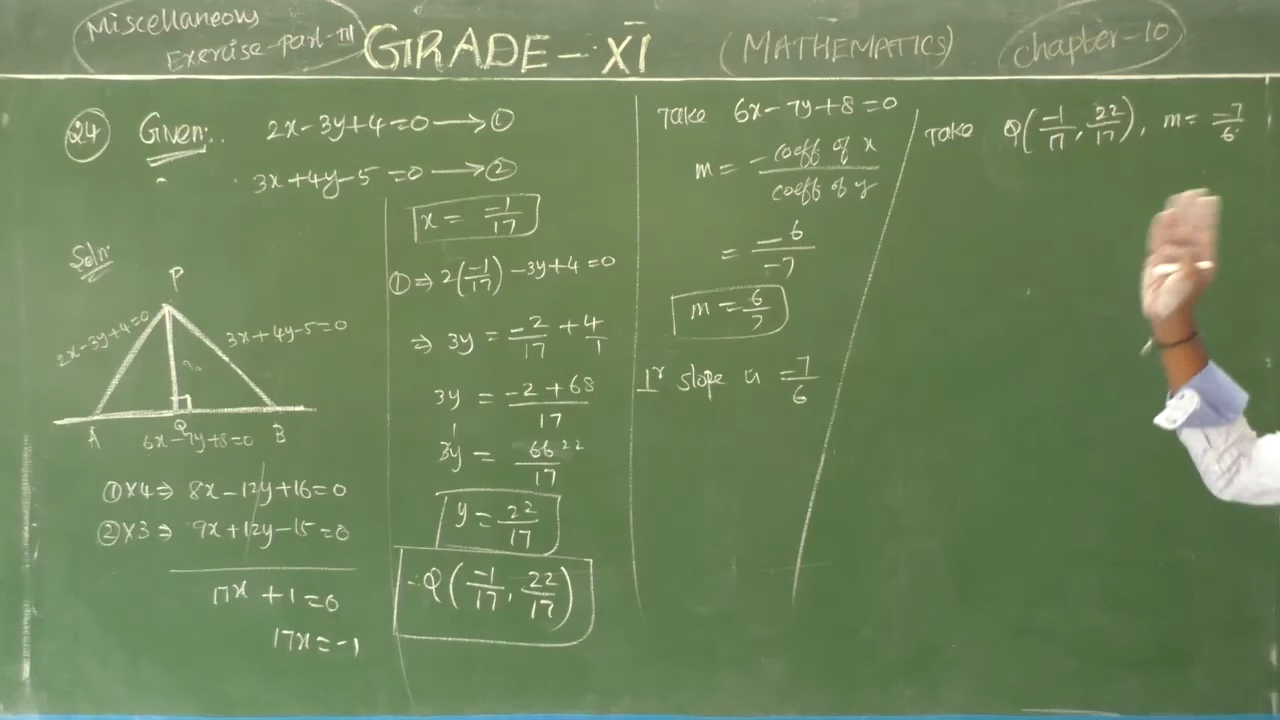 Miscellaneous
Exercise-part-III
GRADE-XI
(MATHEMATICS)
chapter-10
24 Given:. 2x-3y+4=0 → ①
3x+4y-5=0 → ②
Soln:
P
2x-3y+4=0
3x+4y-5=0
A
Q
B
6x-7y+8=0
①×4⇒ 8x-12y+16=0
②×3⇒ 9x+12y-15=0
17x+1=0
17x=-1
x = -1/17
①⇒ 2(-1/17)-3y+4=0
⇒ 3y = -2/17 + 4/1
3y = -2+68/17
3y = 66/17 22
1
y = 22/17
∴ Q(-1/17, 22/17)
Take 6x-7y+8=0
m = -coeff of x/coeff of y
= -6/-7
m = 6/7
⊥r slope is -7/6
Take Q(-1/17, 22/17), m = -7/6